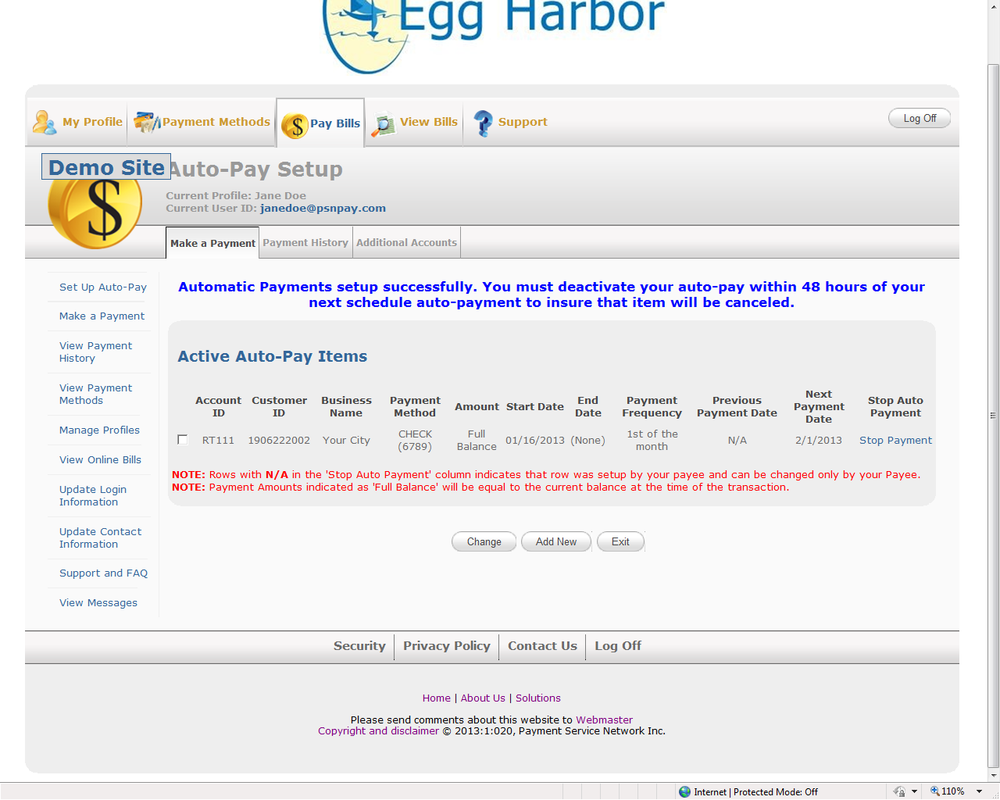 Egg Harbor
My Profile
Payment Methods
Pay Bills
View Bills
Support
Log Off
Demo Site
Auto-Pay Setup
Current Profile: Jane Doe
Current User ID: janedoe@psnpay.com
Make a Payment
Payment History
Additional Accounts
Set Up Auto-Pay
Make a Payment
View Payment
History
View Payment
Methods
Manage Profiles
View Online Bills
Update Login
Information
Update Contact
Information
Support and FAQ
View Messages
Automatic Payments setup successfully. You must deactivate your auto-pay within 48 hours of your
next schedule auto-payment to insure that item will be canceled.
Active Auto-Pay Items
Account ID Customer ID Business Name Payment Method Amount Start Date End Date Payment Frequency Previous Payment Date Next Payment Date Stop Auto Payment
RT111 1906222002 Your City CHECK (6789) Full Balance 01/16/2013 (None) 1st of the month N/A 2/1/2013 Stop Payment
NOTE: Rows with N/A in the 'Stop Auto Payment' column indicates that row was setup by your payee and can be changed only by your Payee.
NOTE: Payment Amounts indicated as 'Full Balance' will be equal to the current balance at the time of the transaction.
Change
Add New
Exit
Security
Privacy Policy
Contact Us
Log Off
Home | About Us | Solutions
Please send comments about this website to Webmaster
Copyright and disclaimer © 2013:1:020, Payment Service Network Inc.
Internet | Protected Mode: Off
110%